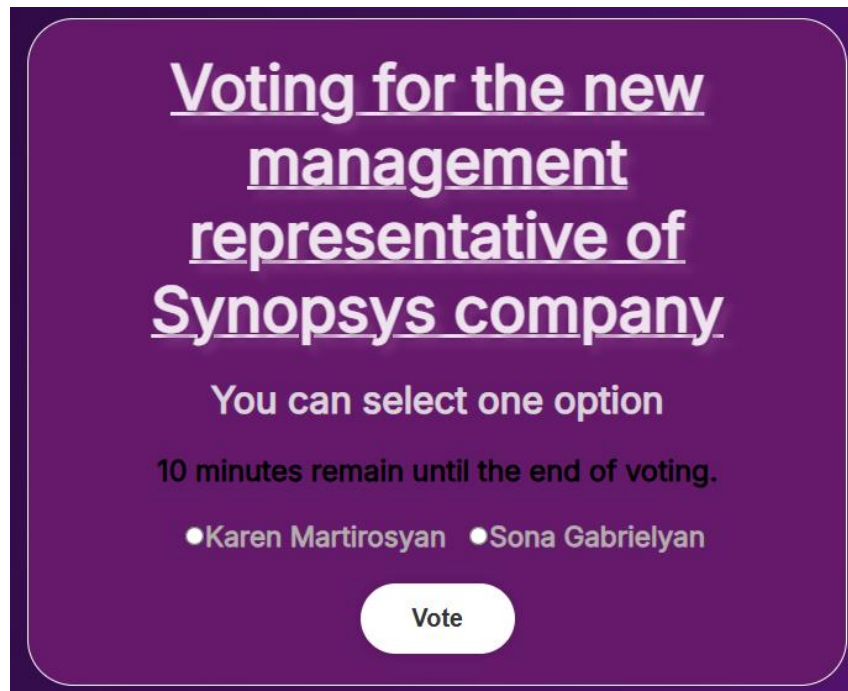 Voting for the new
management
representative of
Synopsys company
You can select one option
10 minutes remain until the end of voting.
Karen Martirosyan Sona Gabrielyan
Vote